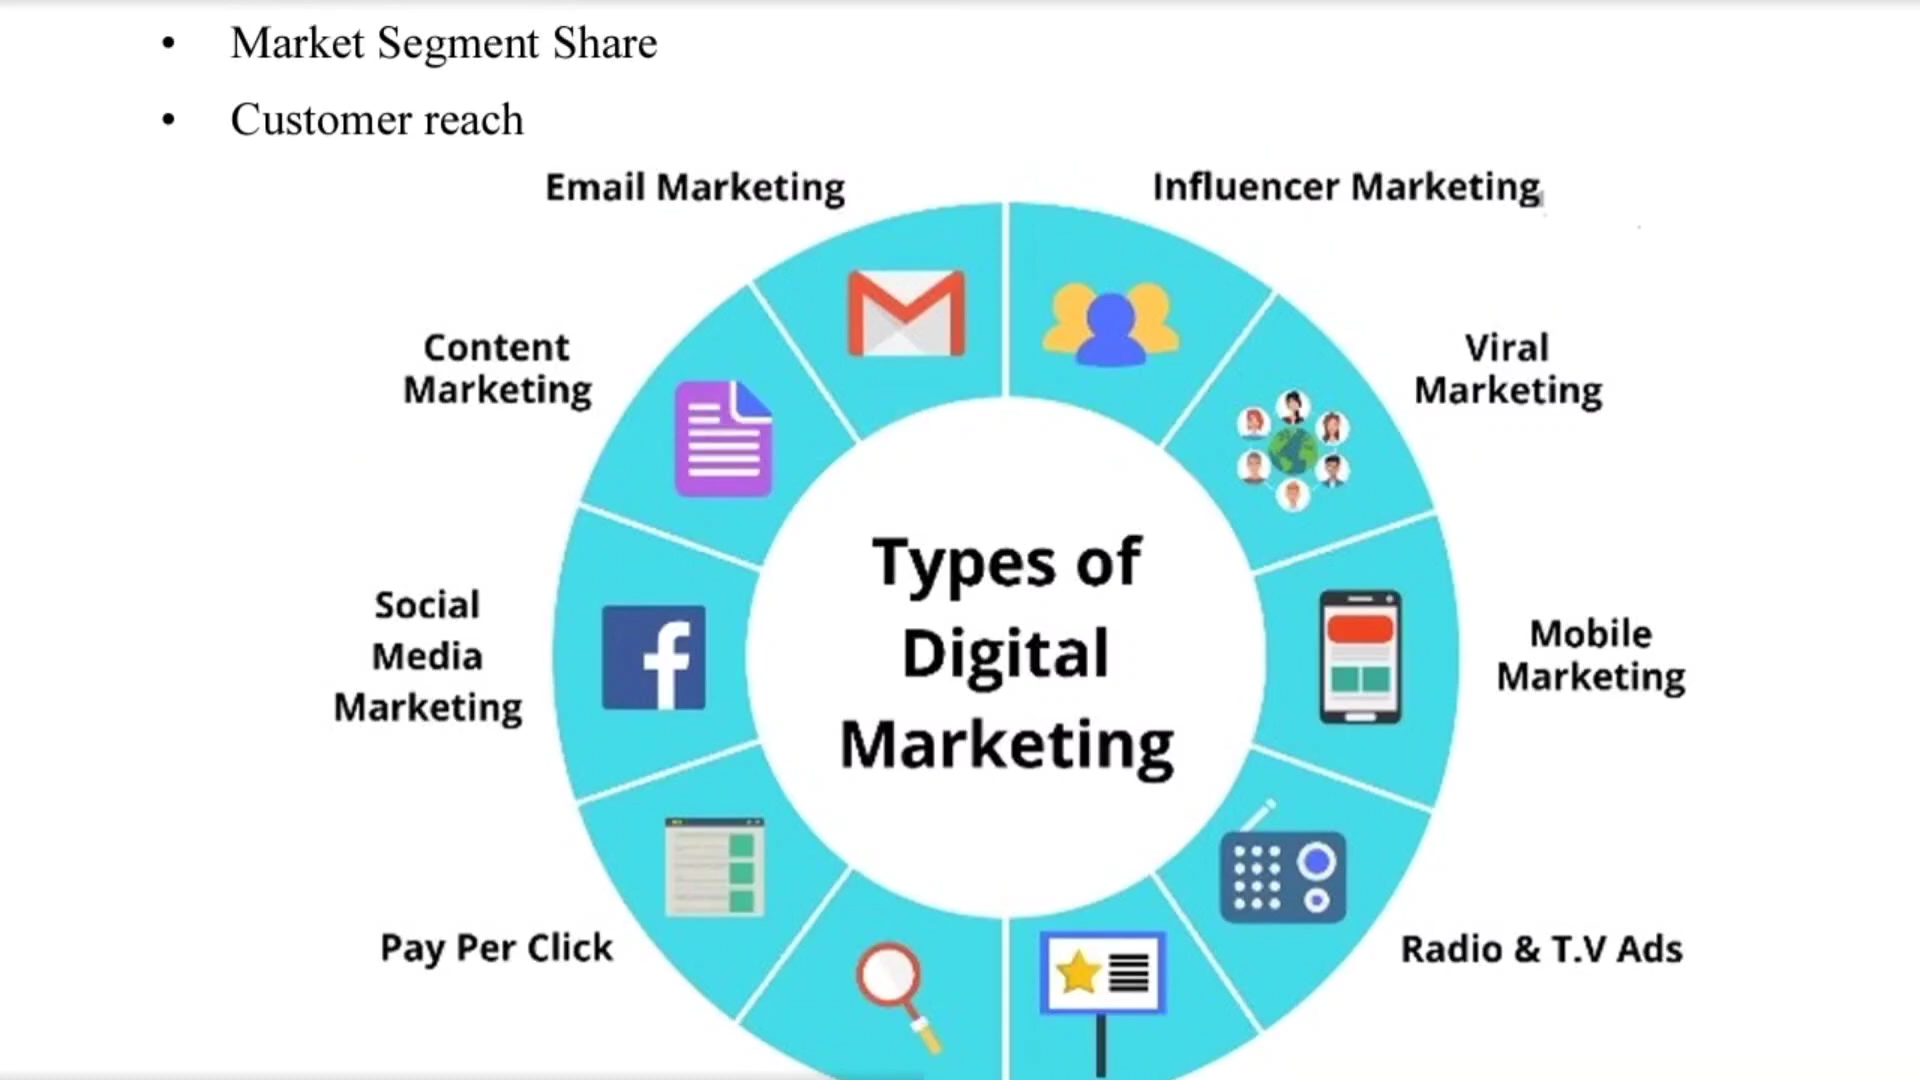 • Market Segment Share
• Customer reach
Email Marketing
Influencer Marketing
Content
Marketing
Viral
Marketing
Social
Media
Marketing
Types of
Digital
Marketing
Mobile
Marketing
Pay Per Click
Radio & T.V Ads